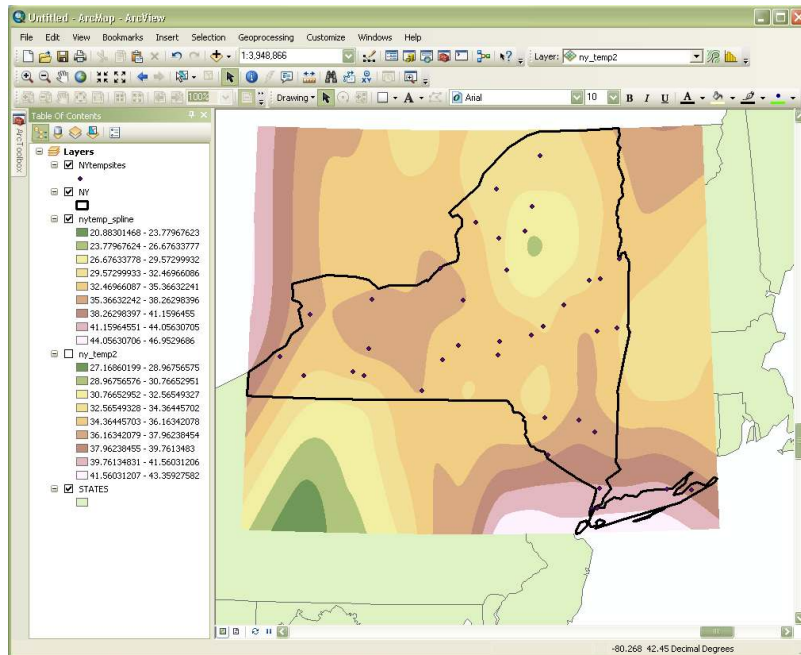 Untitled - ArcMap - ArcView
File Edit View Bookmarks Insert Selection Geoprocessing Customize Windows Help
1:3,948,866 Layer: ny_temp2
100% Drawing A Arial 10 B I U A
Table Of Contents
ArcToolbox
Layers
NYtempsites
NY
nytemp_spline
20.88301468 - 23.77967623
23.77967624 - 26.67633777
26.67633778 - 29.57299932
29.57299933 - 32.46966086
32.46966087 - 35.36632241
35.36632242 - 38.26298396
38.26298397 - 41.1596455
41.15964551 - 44.05630705
44.05630706 - 46.9529686
ny_temp2
27.16860199 - 28.96756575
28.96756576 - 30.76652951
30.76652952 - 32.56549327
32.56549328 - 34.36445702
34.36445703 - 36.16342078
36.16342079 - 37.96238454
37.96238455 - 39.7613483
39.76134831 - 41.56031206
41.56031207 - 43.35927582
STATES
-80.268 42.45 Decimal Degrees